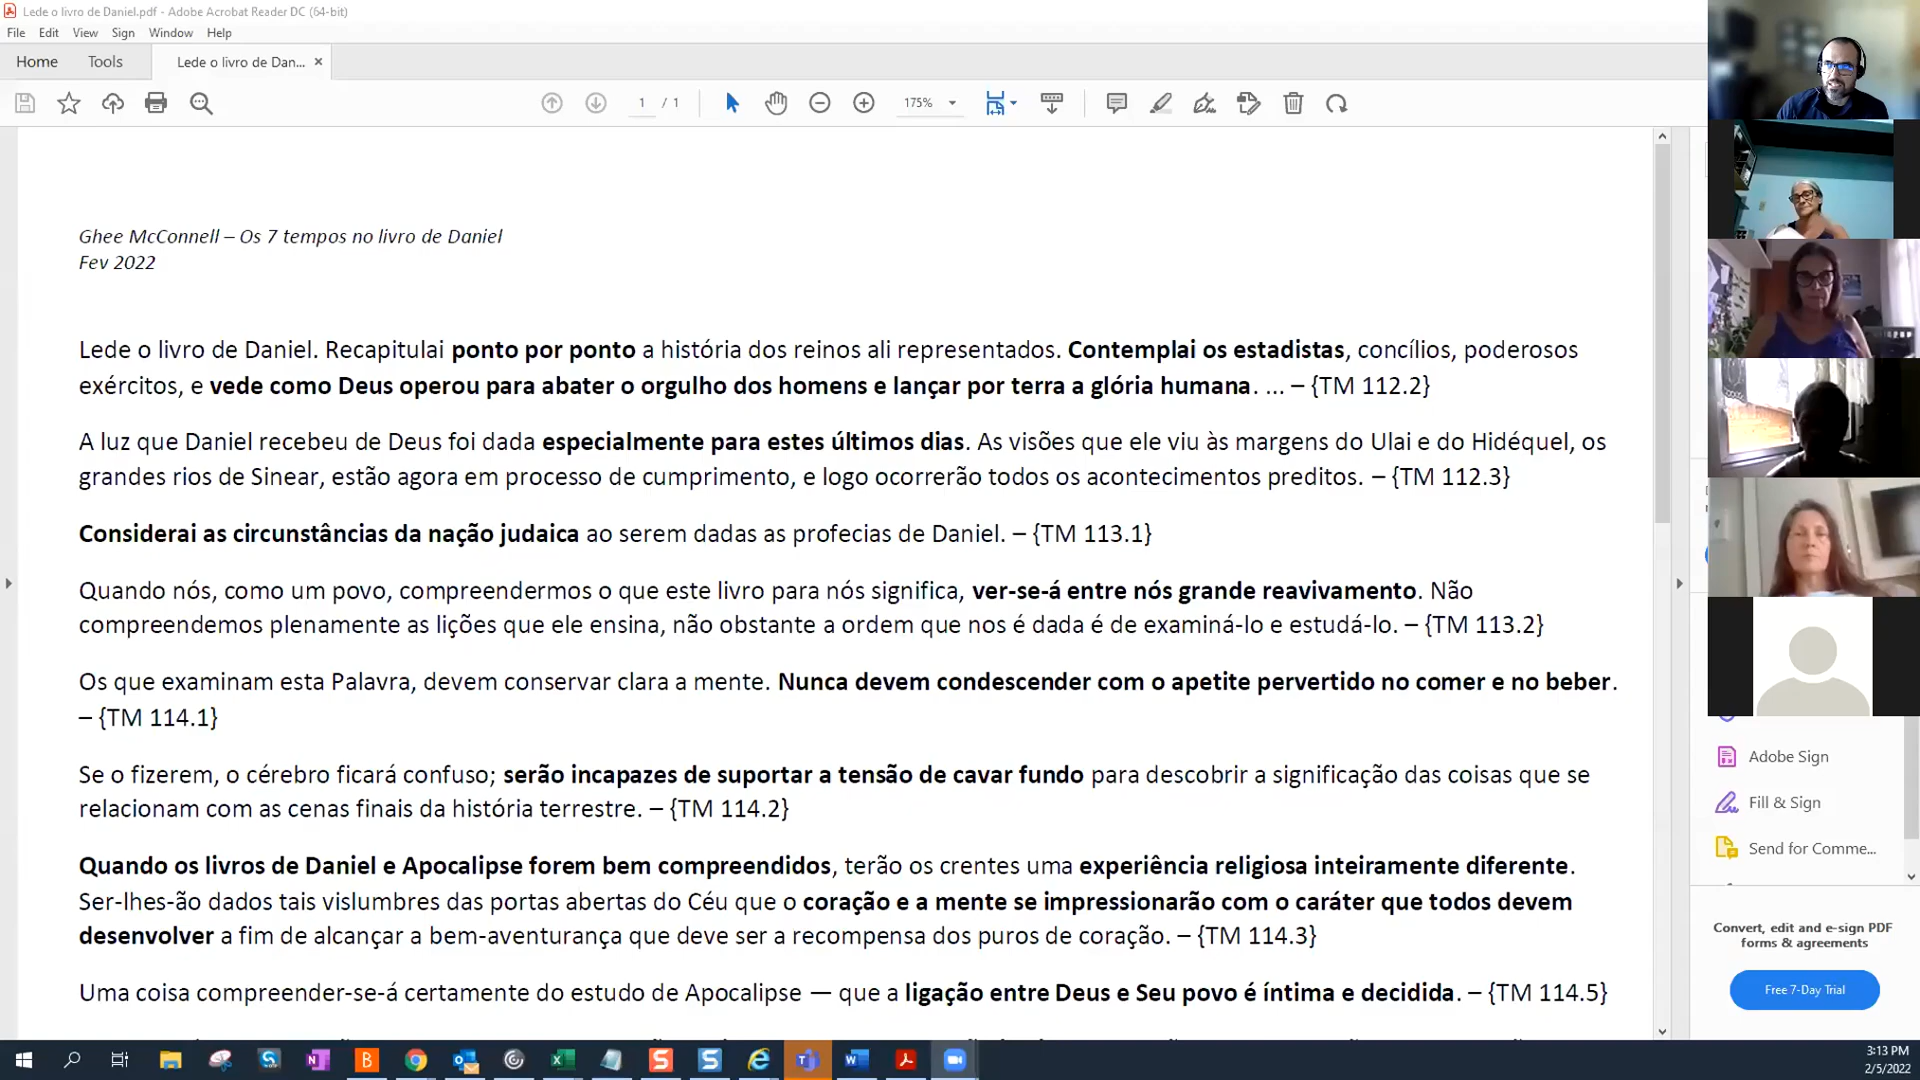 Lede o livro de Daniel.pdf - Adobe Acrobat Reader DC (64-bit)
File Edit View Sign Window Help
Home Tools Lede o livro de Dan... ×
1 / 1 175%
Ghee McConnell – Os 7 tempos no livro de Daniel
Fev 2022
Lede o livro de Daniel. Recapitulai ponto por ponto a história dos reinos ali representados. Contemplai os estadistas, concílios, poderosos
exércitos, e vede como Deus operou para abater o orgulho dos homens e lançar por terra a glória humana. ... – {TM 112.2}
A luz que Daniel recebeu de Deus foi dada especialmente para estes últimos dias. As visões que ele viu às margens do Ulai e do Hidéquel, os
grandes rios de Sinear, estão agora em processo de cumprimento, e logo ocorrerão todos os acontecimentos preditos. – {TM 112.3}
Considerai as circunstâncias da nação judaica ao serem dadas as profecias de Daniel. – {TM 113.1}
Quando nós, como um povo, compreendermos o que este livro para nós significa, ver-se-á entre nós grande reavivamento. Não
compreendemos plenamente as lições que ele ensina, não obstante a ordem que nos é dada é de examiná-lo e estudá-lo. – {TM 113.2}
Os que examinam esta Palavra, devem conservar clara a mente. Nunca devem condescender com o apetite pervertido no comer e no beber.
– {TM 114.1}
Se o fizerem, o cérebro ficará confuso; serão incapazes de suportar a tensão de cavar fundo para descobrir a significação das coisas que se
relacionam com as cenas finais da história terrestre. – {TM 114.2}
Quando os livros de Daniel e Apocalipse forem bem compreendidos, terão os crentes uma experiência religiosa inteiramente diferente.
Ser-lhes-ão dados tais vislumbres das portas abertas do Céu que o coração e a mente se impressionarão com o caráter que todos devem
desenvolver a fim de alcançar a bem-aventurança que deve ser a recompensa dos puros de coração. – {TM 114.3}
Uma coisa compreender-se-á certamente do estudo de Apocalipse — que a ligação entre Deus e Seu povo é íntima e decidida. – {TM 114.5}
Adobe Sign
Fill & Sign
Send for Comme...
Convert, edit and e-sign PDF
forms & agreements
Free 7-Day Trial
3:13 PM
2/5/2022